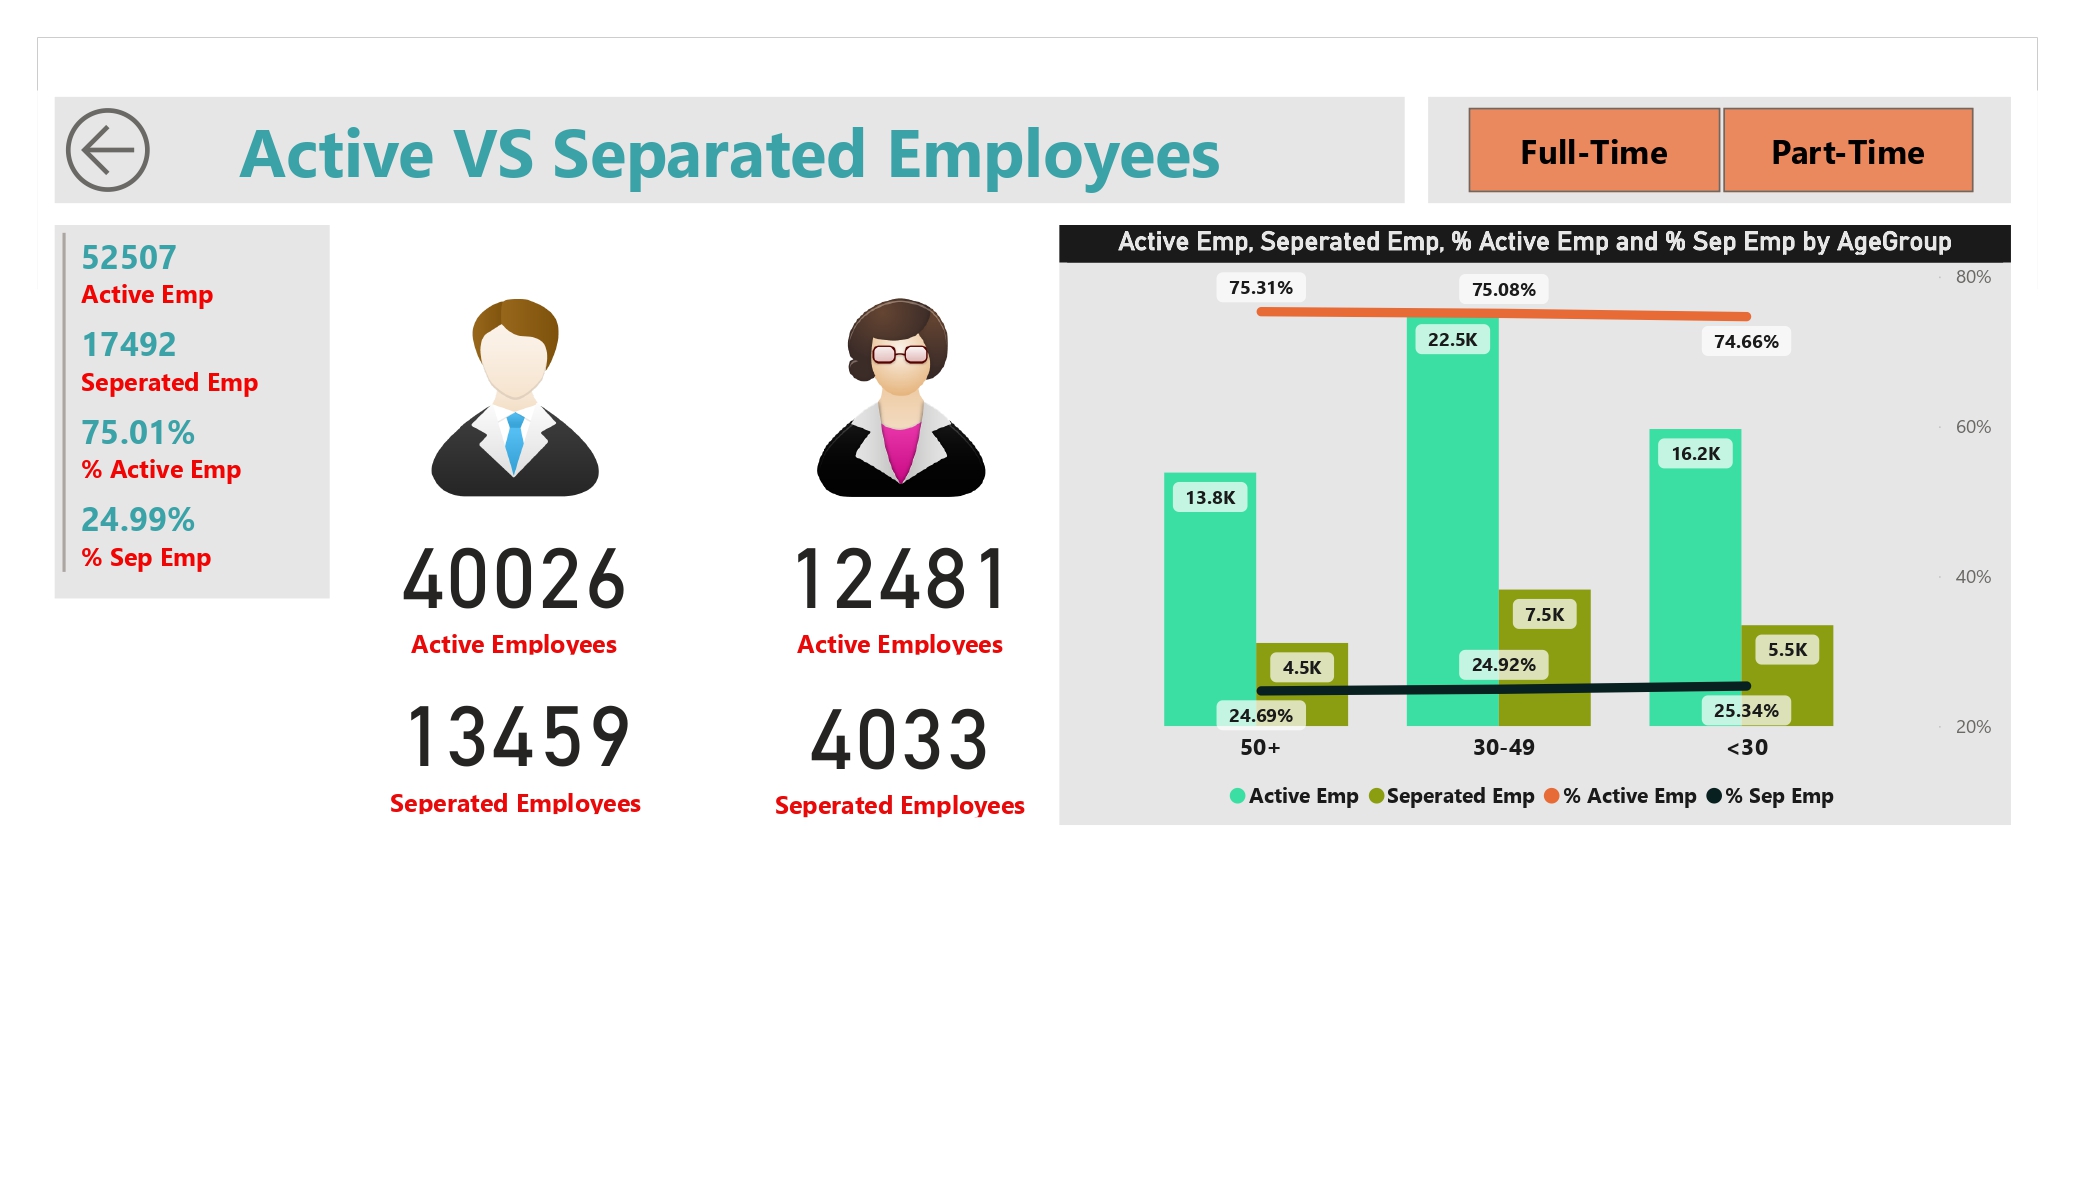 Active VS Separated Employees
Full-Time
Part-Time
52507
Active Emp
17492
Seperated Emp
75.01%
% Active Emp
24.99%
% Sep Emp
40026
Active Employees
13459
Seperated Employees
12481
Active Employees
4033
Seperated Employees
Active Emp, Seperated Emp, % Active Emp and % Sep Emp by AgeGroup
80%
60%
40%
20%
75.31%
75.08%
74.66%
22.5K
16.2K
13.8K
7.5K
5.5K
4.5K
24.92%
24.69%
25.34%
50+
30-49
<30
Active Emp
Seperated Emp
% Active Emp
% Sep Emp